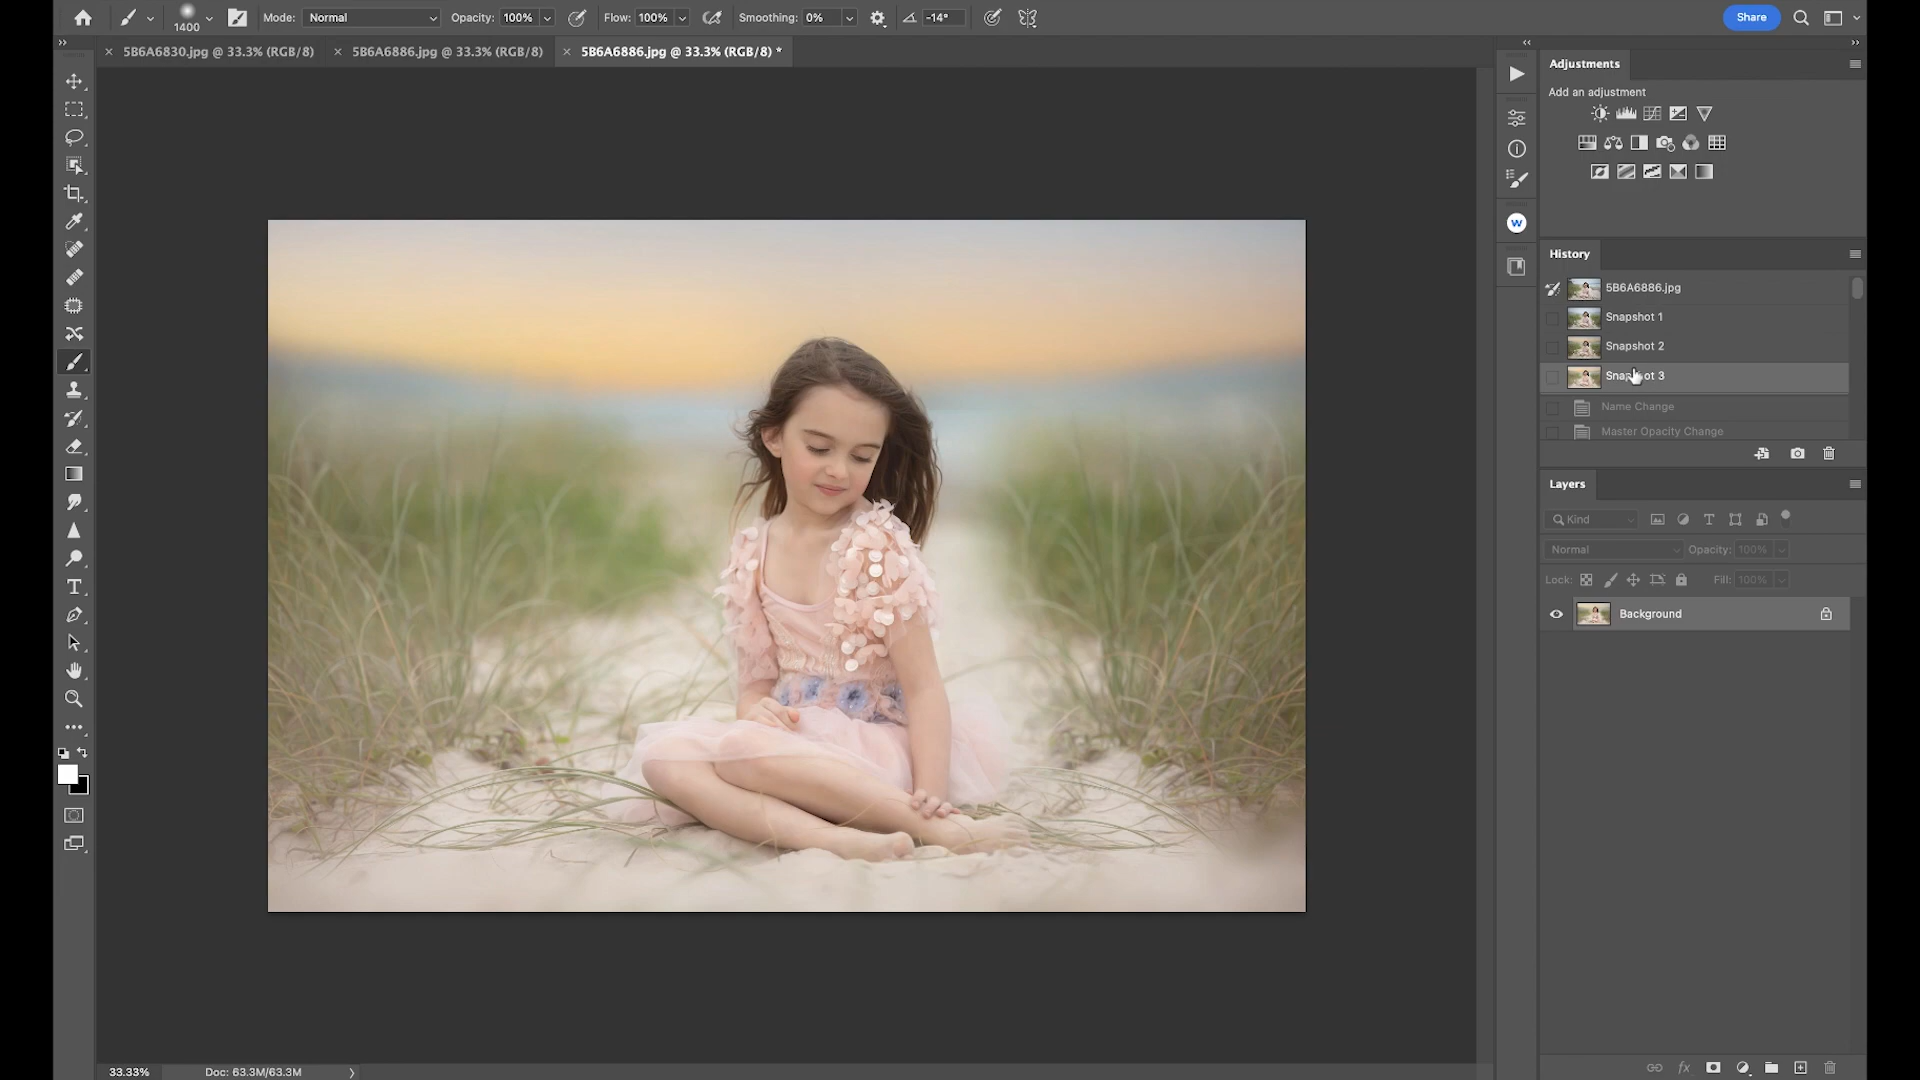 1400
Mode: Normal Opacity: 100% Flow: 100% Smoothing: 0% -14° Share
5B6A6830.jpg @ 33.3% (RGB/8) 5B6A6886.jpg @ 33.3% (RGB/8) 5B6A6886.jpg @ 33.3% (RGB/8) *
Adjustments
Add an adjustment
W
History
5B6A6886.jpg
Snapshot 1
Snapshot 2
Snapshot 3
Name Change
Master Opacity Change
Layers
Kind
Normal Opacity: 100%
Lock: Fill: 100%
Background
33.33% Doc: 63.3M/63.3M